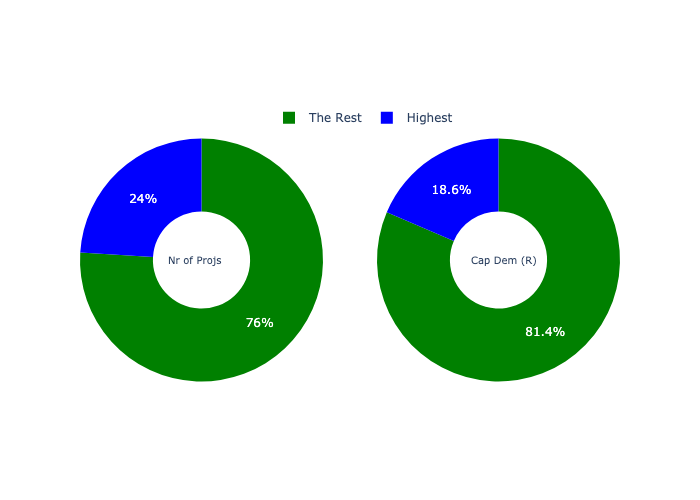 The Rest Highest
24%
18.6%
Nr of Projs
Cap Dem (R)
76%
81.4%